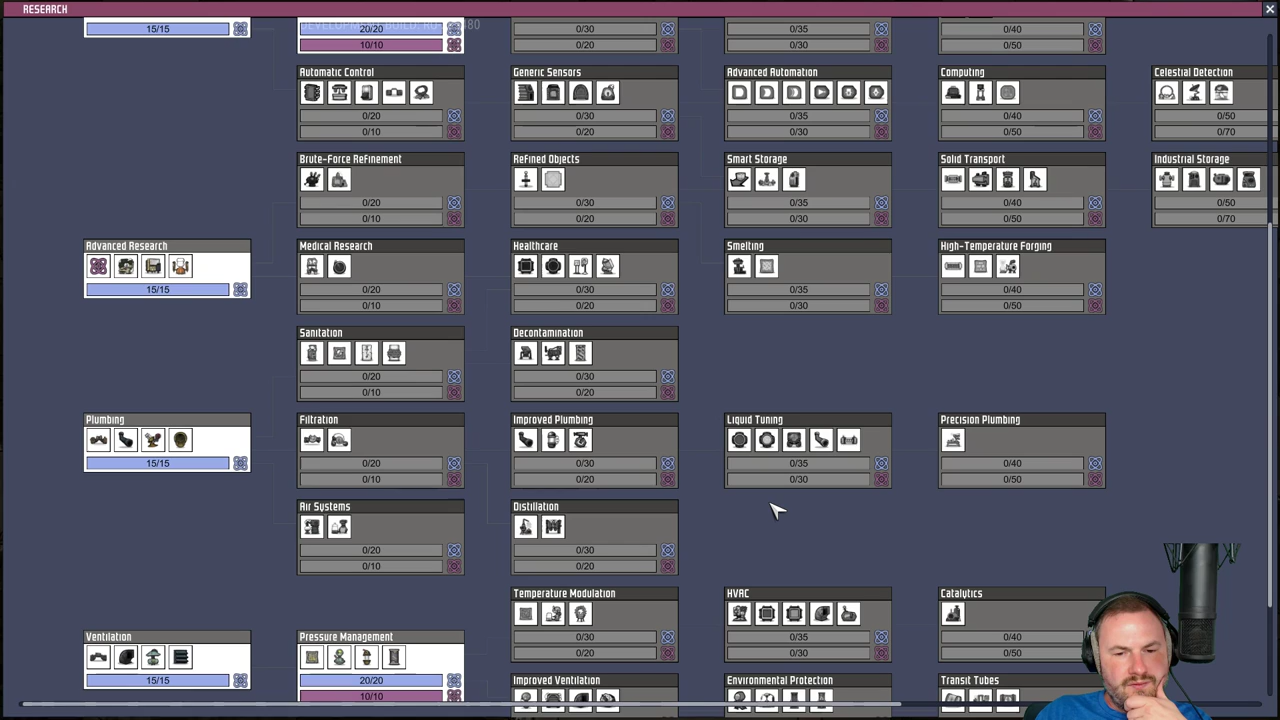 RESEARCH
DEVELOPMENT BUILD:
15/15
20/20
10/10
0/30
0/20
0/35
0/30
0/40
0/50
Automatic Control
0/20
0/10
Generic Sensors
0/30
0/20
Advanced Automation
0/35
0/30
Computing
0/40
0/50
Celestial Detection
0/50
0/70
Brute-Force Refinement
0/20
0/10
Refined Objects
0/30
0/20
Smart Storage
0/35
0/30
Solid Transport
0/40
0/50
Industrial Storage
0/50
0/70
Advanced Research
15/15
Medical Research
0/20
0/10
Healthcare
0/30
0/20
Smelting
0/35
0/30
High-Temperature Forging
0/40
0/50
Sanitation
0/20
0/10
Decontamination
0/30
0/20
Plumbing
15/15
Filtration
0/20
0/10
Improved Plumbing
0/30
0/20
Liquid Tuning
0/35
0/30
Precision Plumbing
0/40
0/50
Air Systems
0/20
0/10
Distillation
0/30
0/20
Temperature Modulation
0/30
0/20
HVAC
0/35
0/30
Catalytics
0/40
0/50
Ventilation
15/15
Pressure Management
20/20
10/10
Improved Ventilation
Environmental Protection
Transit Tubes